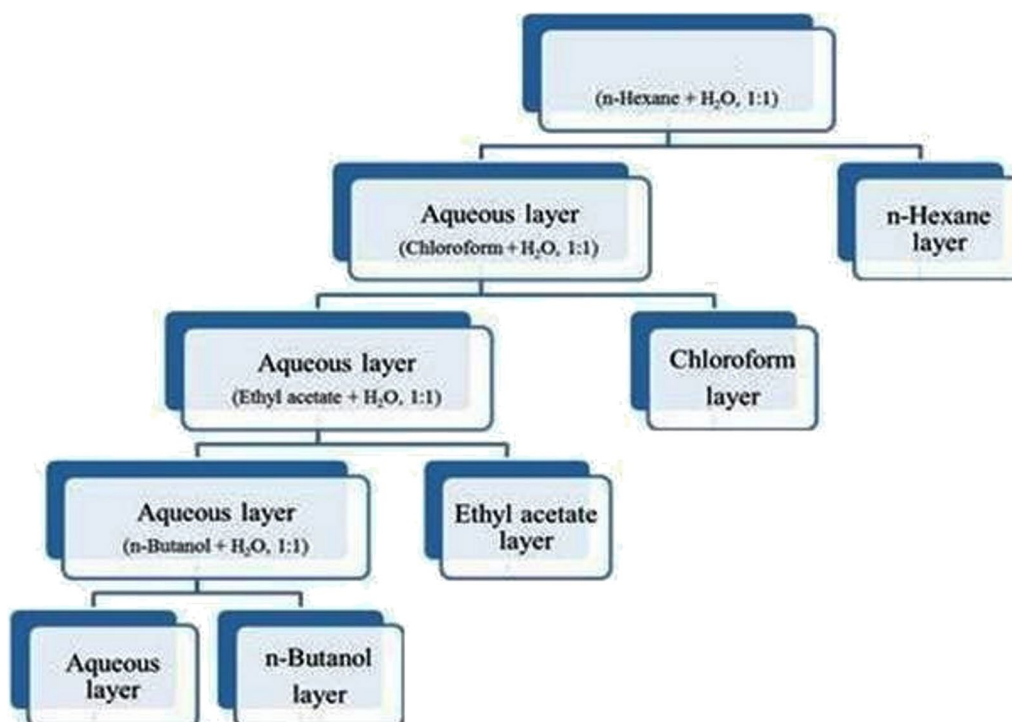 (n-Hexane + H₂O, 1:1)
Aqueous layer
(Chloroform + H₂O, 1:1)
n-Hexane
layer
Aqueous layer
(Ethyl acetate + H₂O, 1:1)
Chloroform
layer
Aqueous layer
(n-Butanol + H₂O, 1:1)
Ethyl acetate
layer
Aqueous
layer
n-Butanol
layer